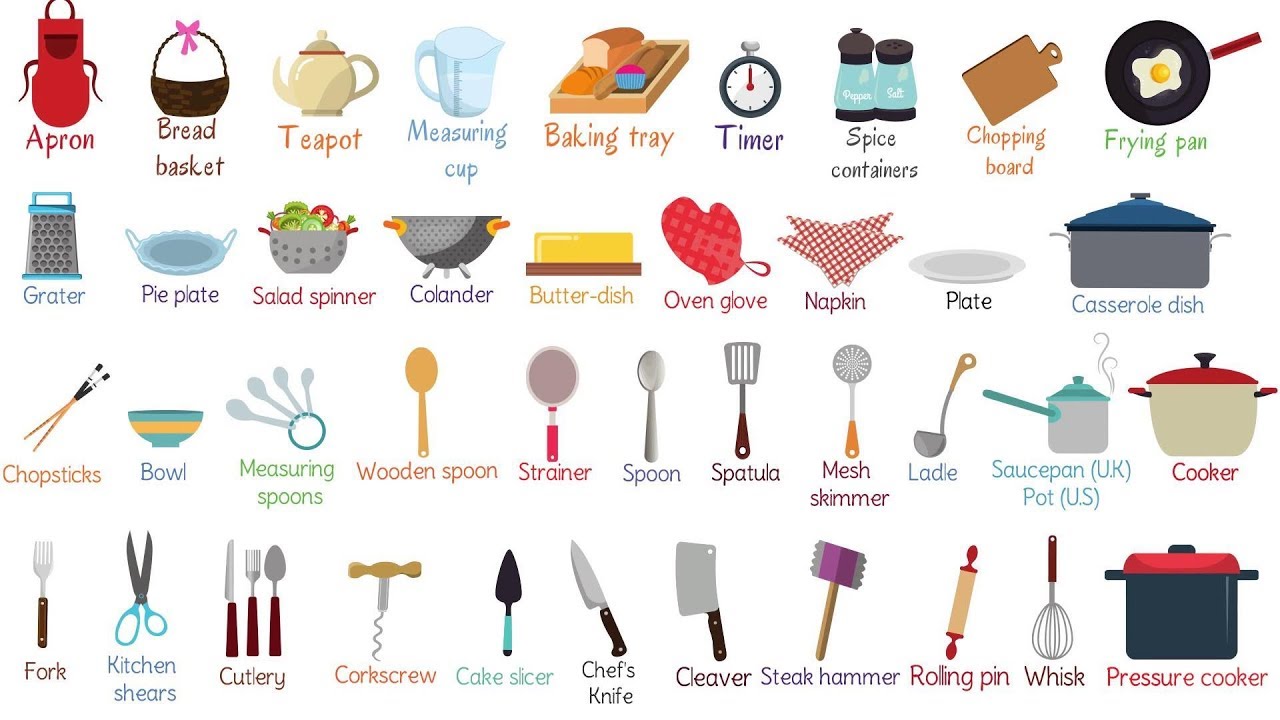 Apron
Bread
basket
Teapot
Measuring
cup
Baking tray
Timer
Pepper
Salt
Spice
containers
Chopping
board
Frying pan
Grater
Pie plate
Salad spinner
Colander
Butter-dish
Oven glove
Napkin
Plate
Casserole dish
Chopsticks
Bowl
Measuring
spoons
Wooden spoon
Strainer
Spoon
Spatula
Mesh
skimmer
Ladle
Saucepan (U.K)
Pot (U.S)
Cooker
Fork
Kitchen
shears
Cutlery
Corkscrew
Cake slicer
Chef's
Knife
Cleaver
Steak hammer
Rolling pin
Whisk
Pressure cooker